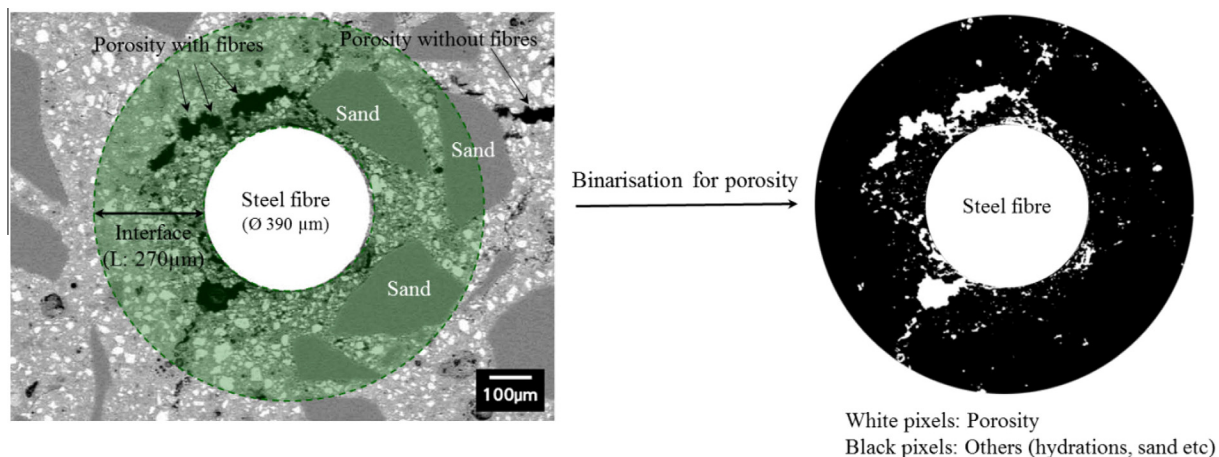 Porosity with fibres
Porosity without fibres
Sand
Sand
Steel fibre
(Ø 390 µm)
Interface
(L: 270µm)
Sand
100µm
Binarisation for porosity
Steel fibre
White pixels: Porosity
Black pixels: Others (hydrations, sand etc)